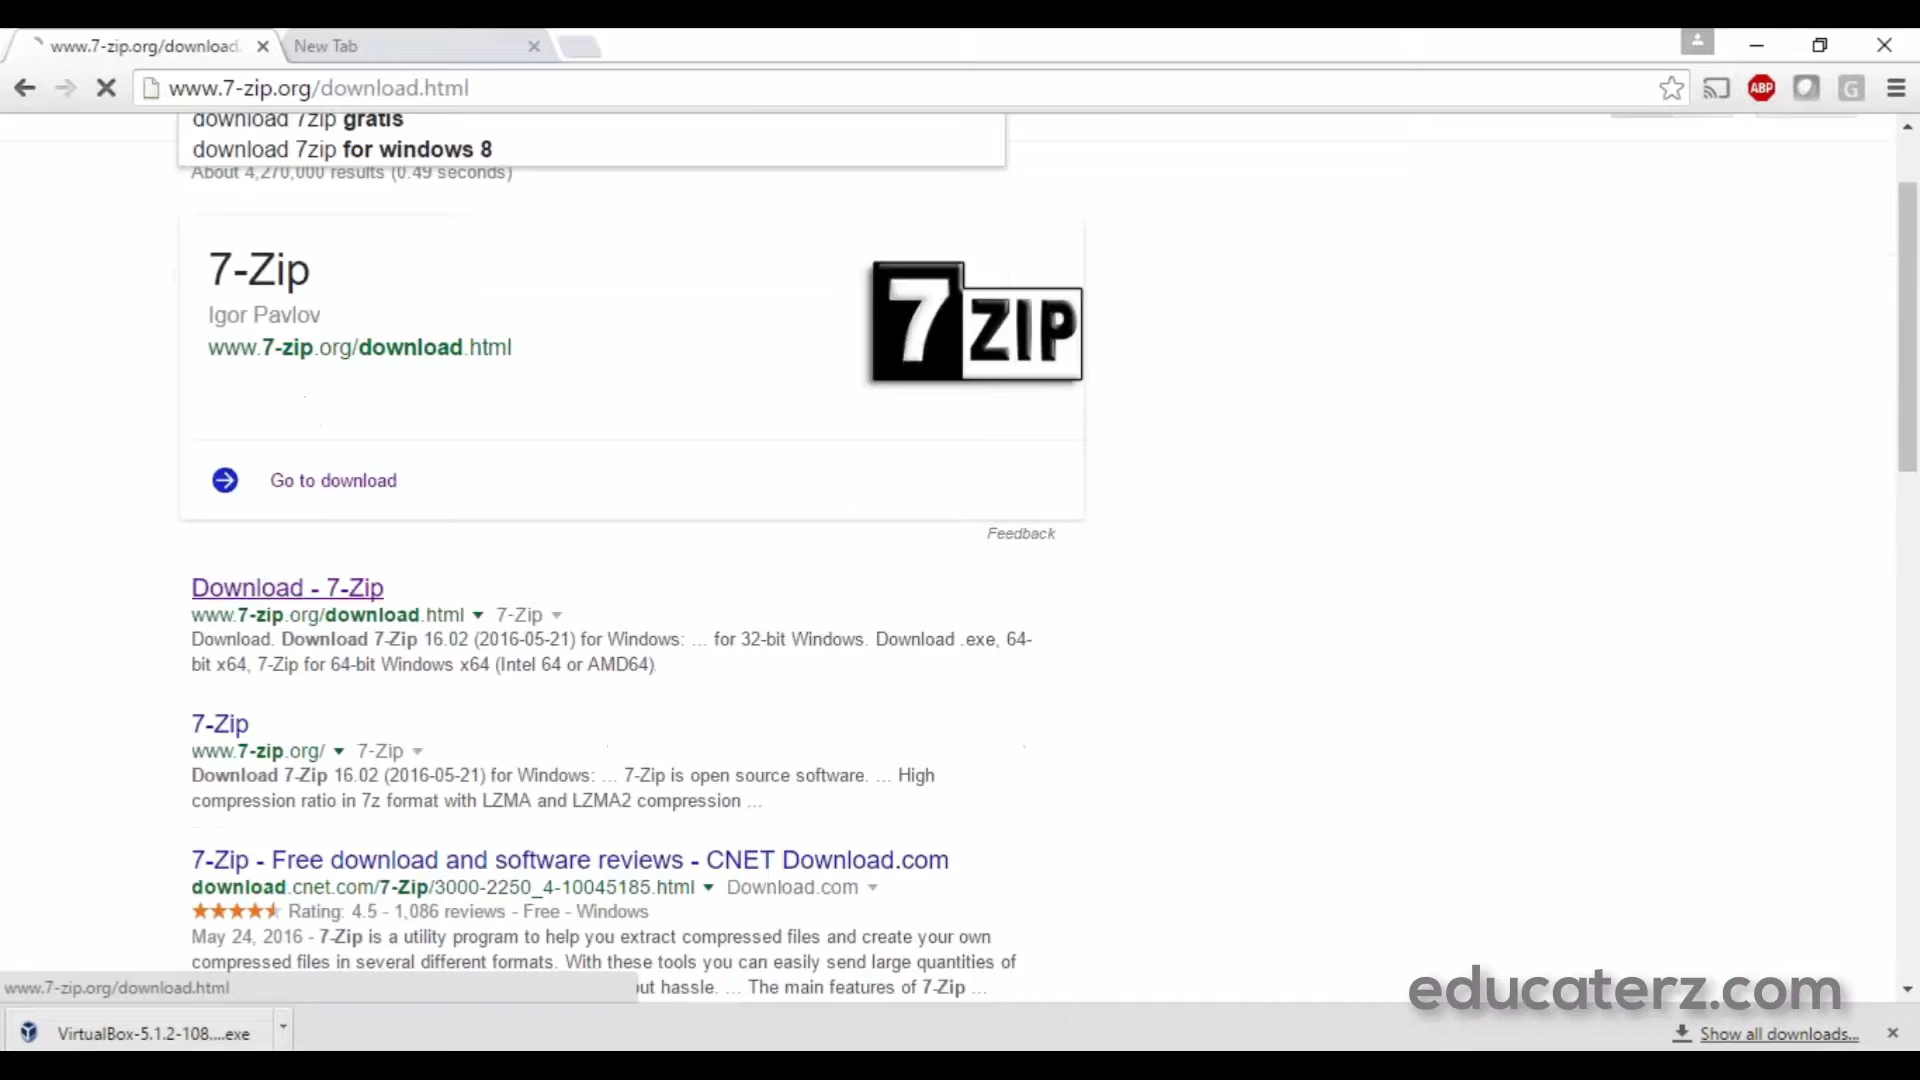 www.7-zip.org/download.
New Tab
www.7-zip.org/download.html
ABP
G
download 7zip gratis
download 7zip for windows 8
About 4,270,000 results (0.49 seconds)
7-Zip
Igor Pavlov
www.7-zip.org/download.html
7 ZIP
Go to download
Feedback
Download - 7-Zip
www.7-zip.org/download.html 7-Zip
Download. Download 7-Zip 16.02 (2016-05-21) for Windows: ... for 32-bit Windows. Download .exe, 64-
bit x64, 7-Zip for 64-bit Windows x64 (Intel 64 or AMD64).
7-Zip
www.7-zip.org/ 7-Zip
Download 7-Zip 16.02 (2016-05-21) for Windows: ... 7-Zip is open source software. ... High
compression ratio in 7z format with LZMA and LZMA2 compression ...
7-Zip - Free download and software reviews - CNET Download.com
download.cnet.com/7-Zip/3000-2250_4-10045185.html Download.com
Rating: 4.5 - 1,086 reviews - Free - Windows
May 24, 2016 - 7-Zip is a utility program to help you extract compressed files and create your own
compressed files in several different formats. With these tools you can easily send large quantities of
hassle. ... The main features of 7-Zip ...
www.7-zip.org/download.html
educaterz.com
VirtualBox-5.1.2-108....exe
Show all downloads...